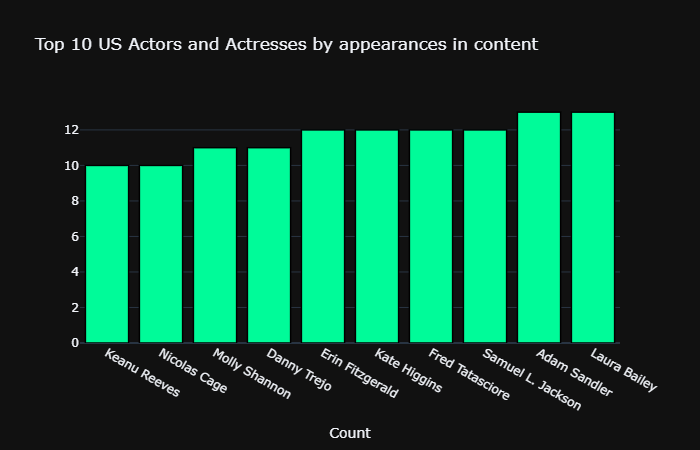 Top 10 US Actors and Actresses by appearances in content
12
10
8
6
4
2
0
Keanu Reeves
Nicolas Cage
Molly Shannon
Danny Trejo
Erin Fitzgerald
Kate Higgins
Fred Tatasciore
Samuel L. Jackson
Adam Sandler
Laura Bailey
Count